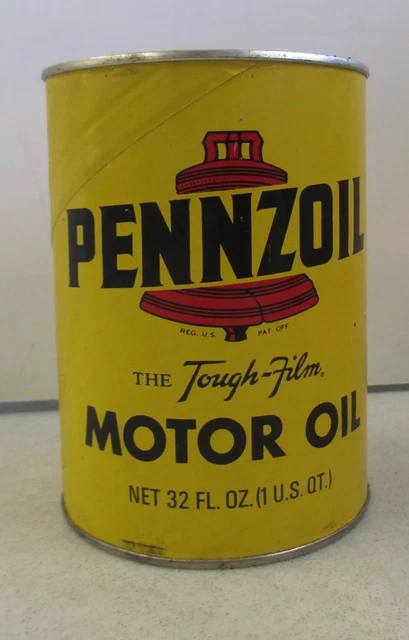 PENNZOIL
REG. U.S. PAT OFF.
THE Tough-Film®
MOTOR OIL
NET 32 FL. OZ. (1 U.S. QT.)